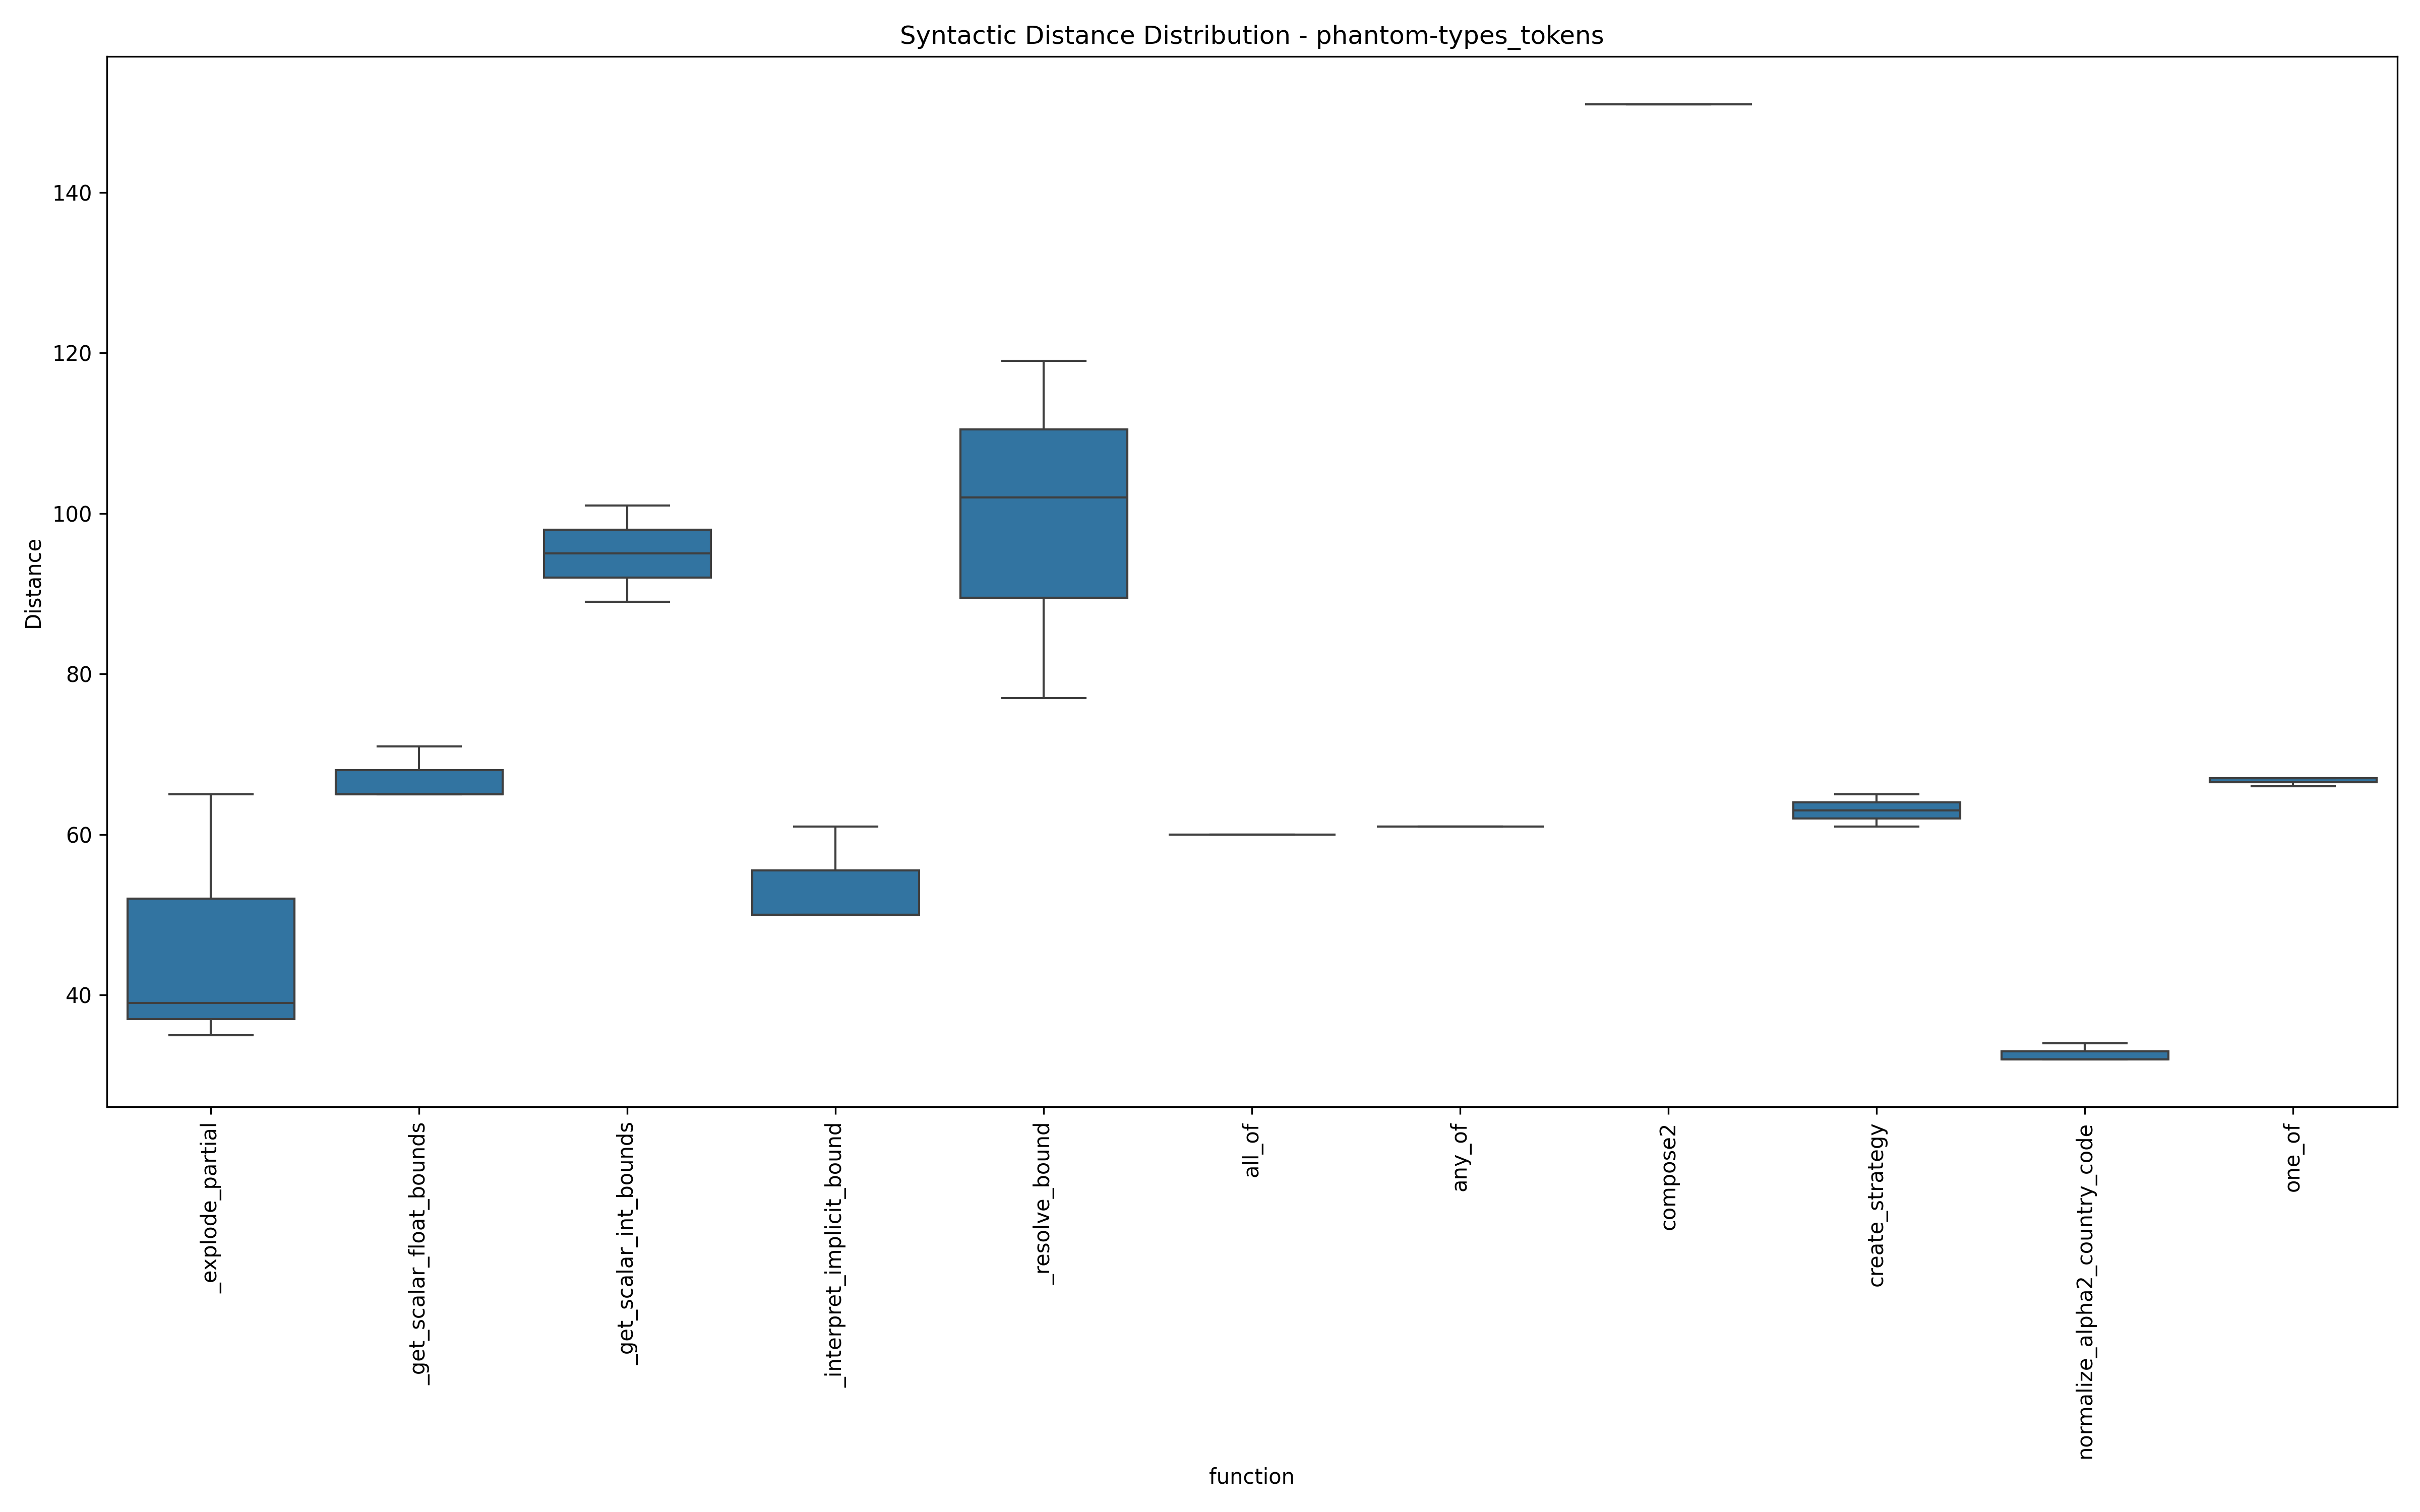 Syntactic Distance Distribution - phantom-types_tokens
Distance
140
120
100
80
60
40
_explode_partial
_get_scalar_float_bounds
_get_scalar_int_bounds
_interpret_implicit_bound
_resolve_bound
all_of
any_of
compose2
create_strategy
normalize_alpha2_country_code
one_of
function